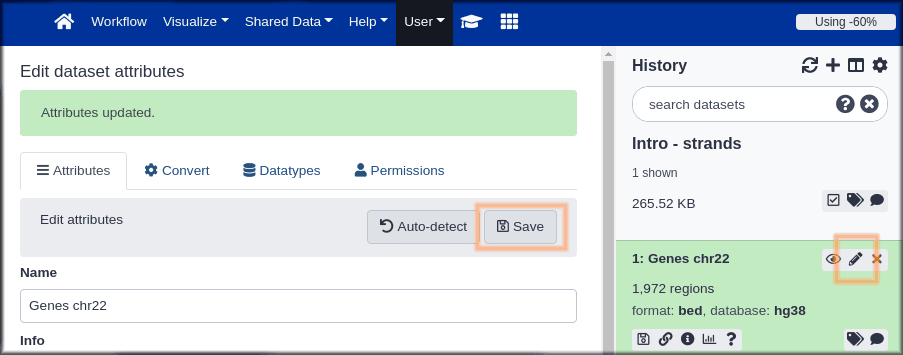 Workflow Visualize Shared Data Help User Using -60%
Edit dataset attributes
Attributes updated.
Attributes Convert Datatypes Permissions
Edit attributes Auto-detect Save
Name
Genes chr22
Info
History
search datasets
Intro - strands
1 shown
265.52 KB
1: Genes chr22
1,972 regions
format: bed, database: hg38